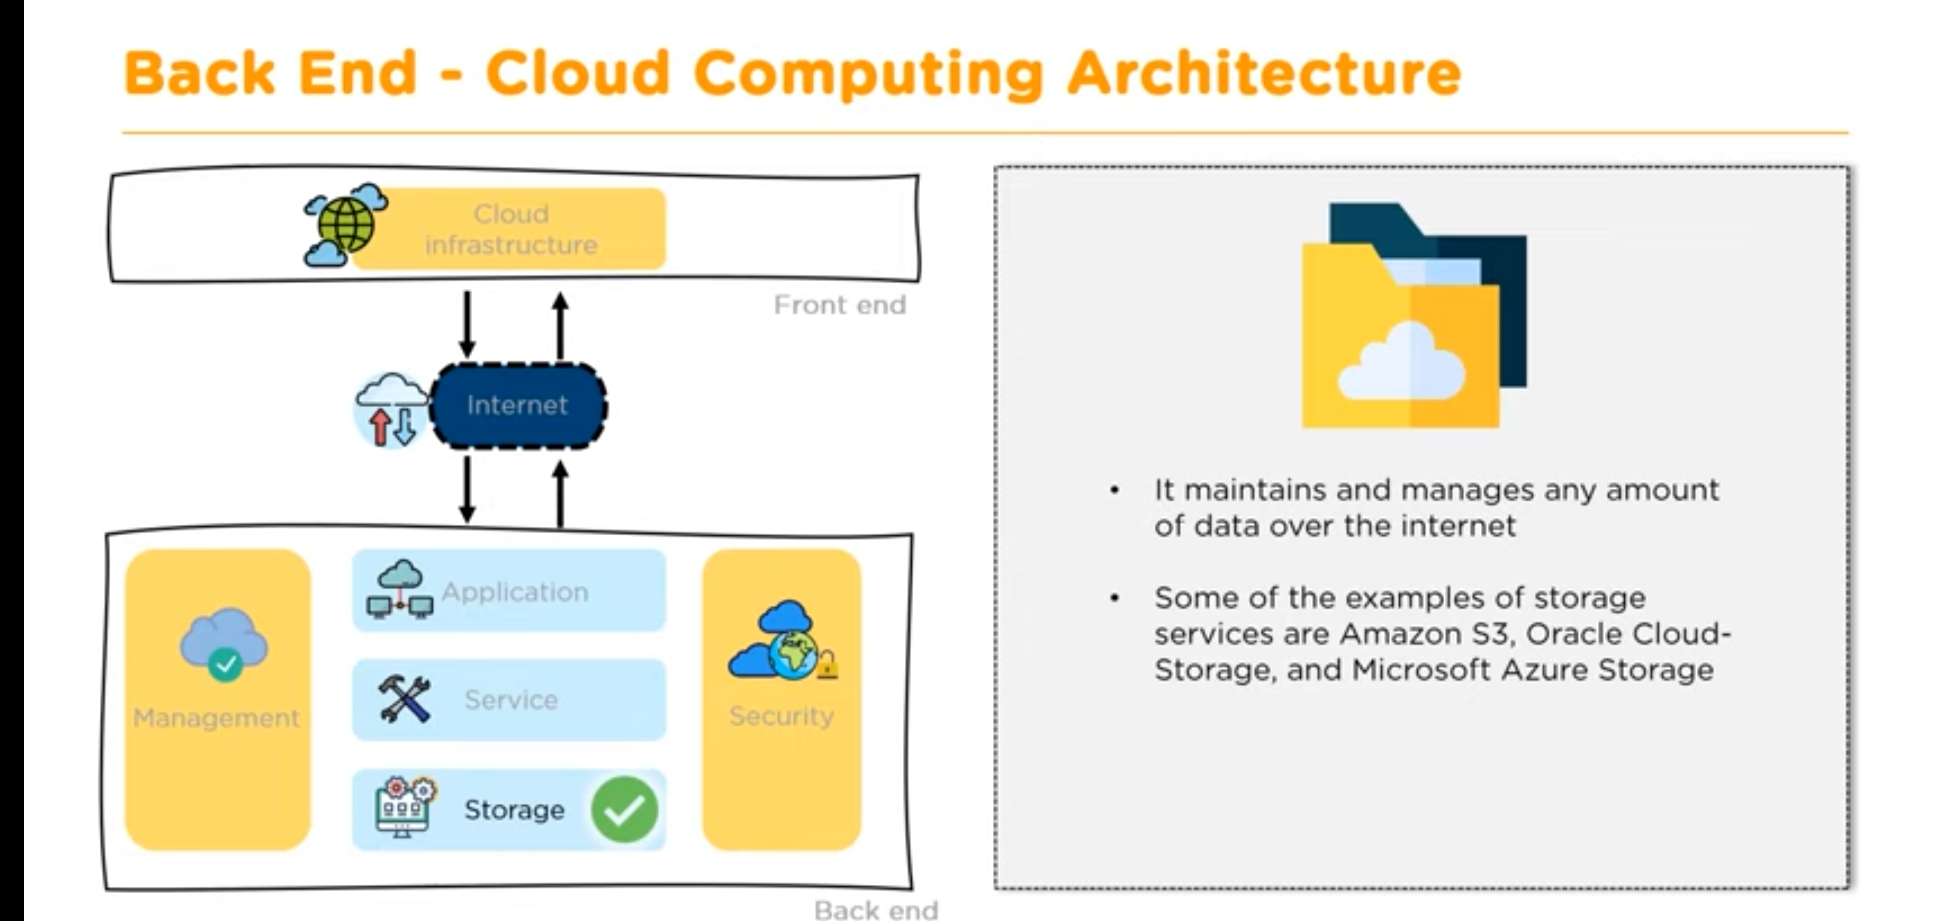 Back End - Cloud Computing Architecture
Cloud
infrastructure
Front end
Internet
Management
Application
Service
Storage
Security
Back end
• It maintains and manages any amount
of data over the internet
• Some of the examples of storage
services are Amazon S3, Oracle Cloud-
Storage, and Microsoft Azure Storage